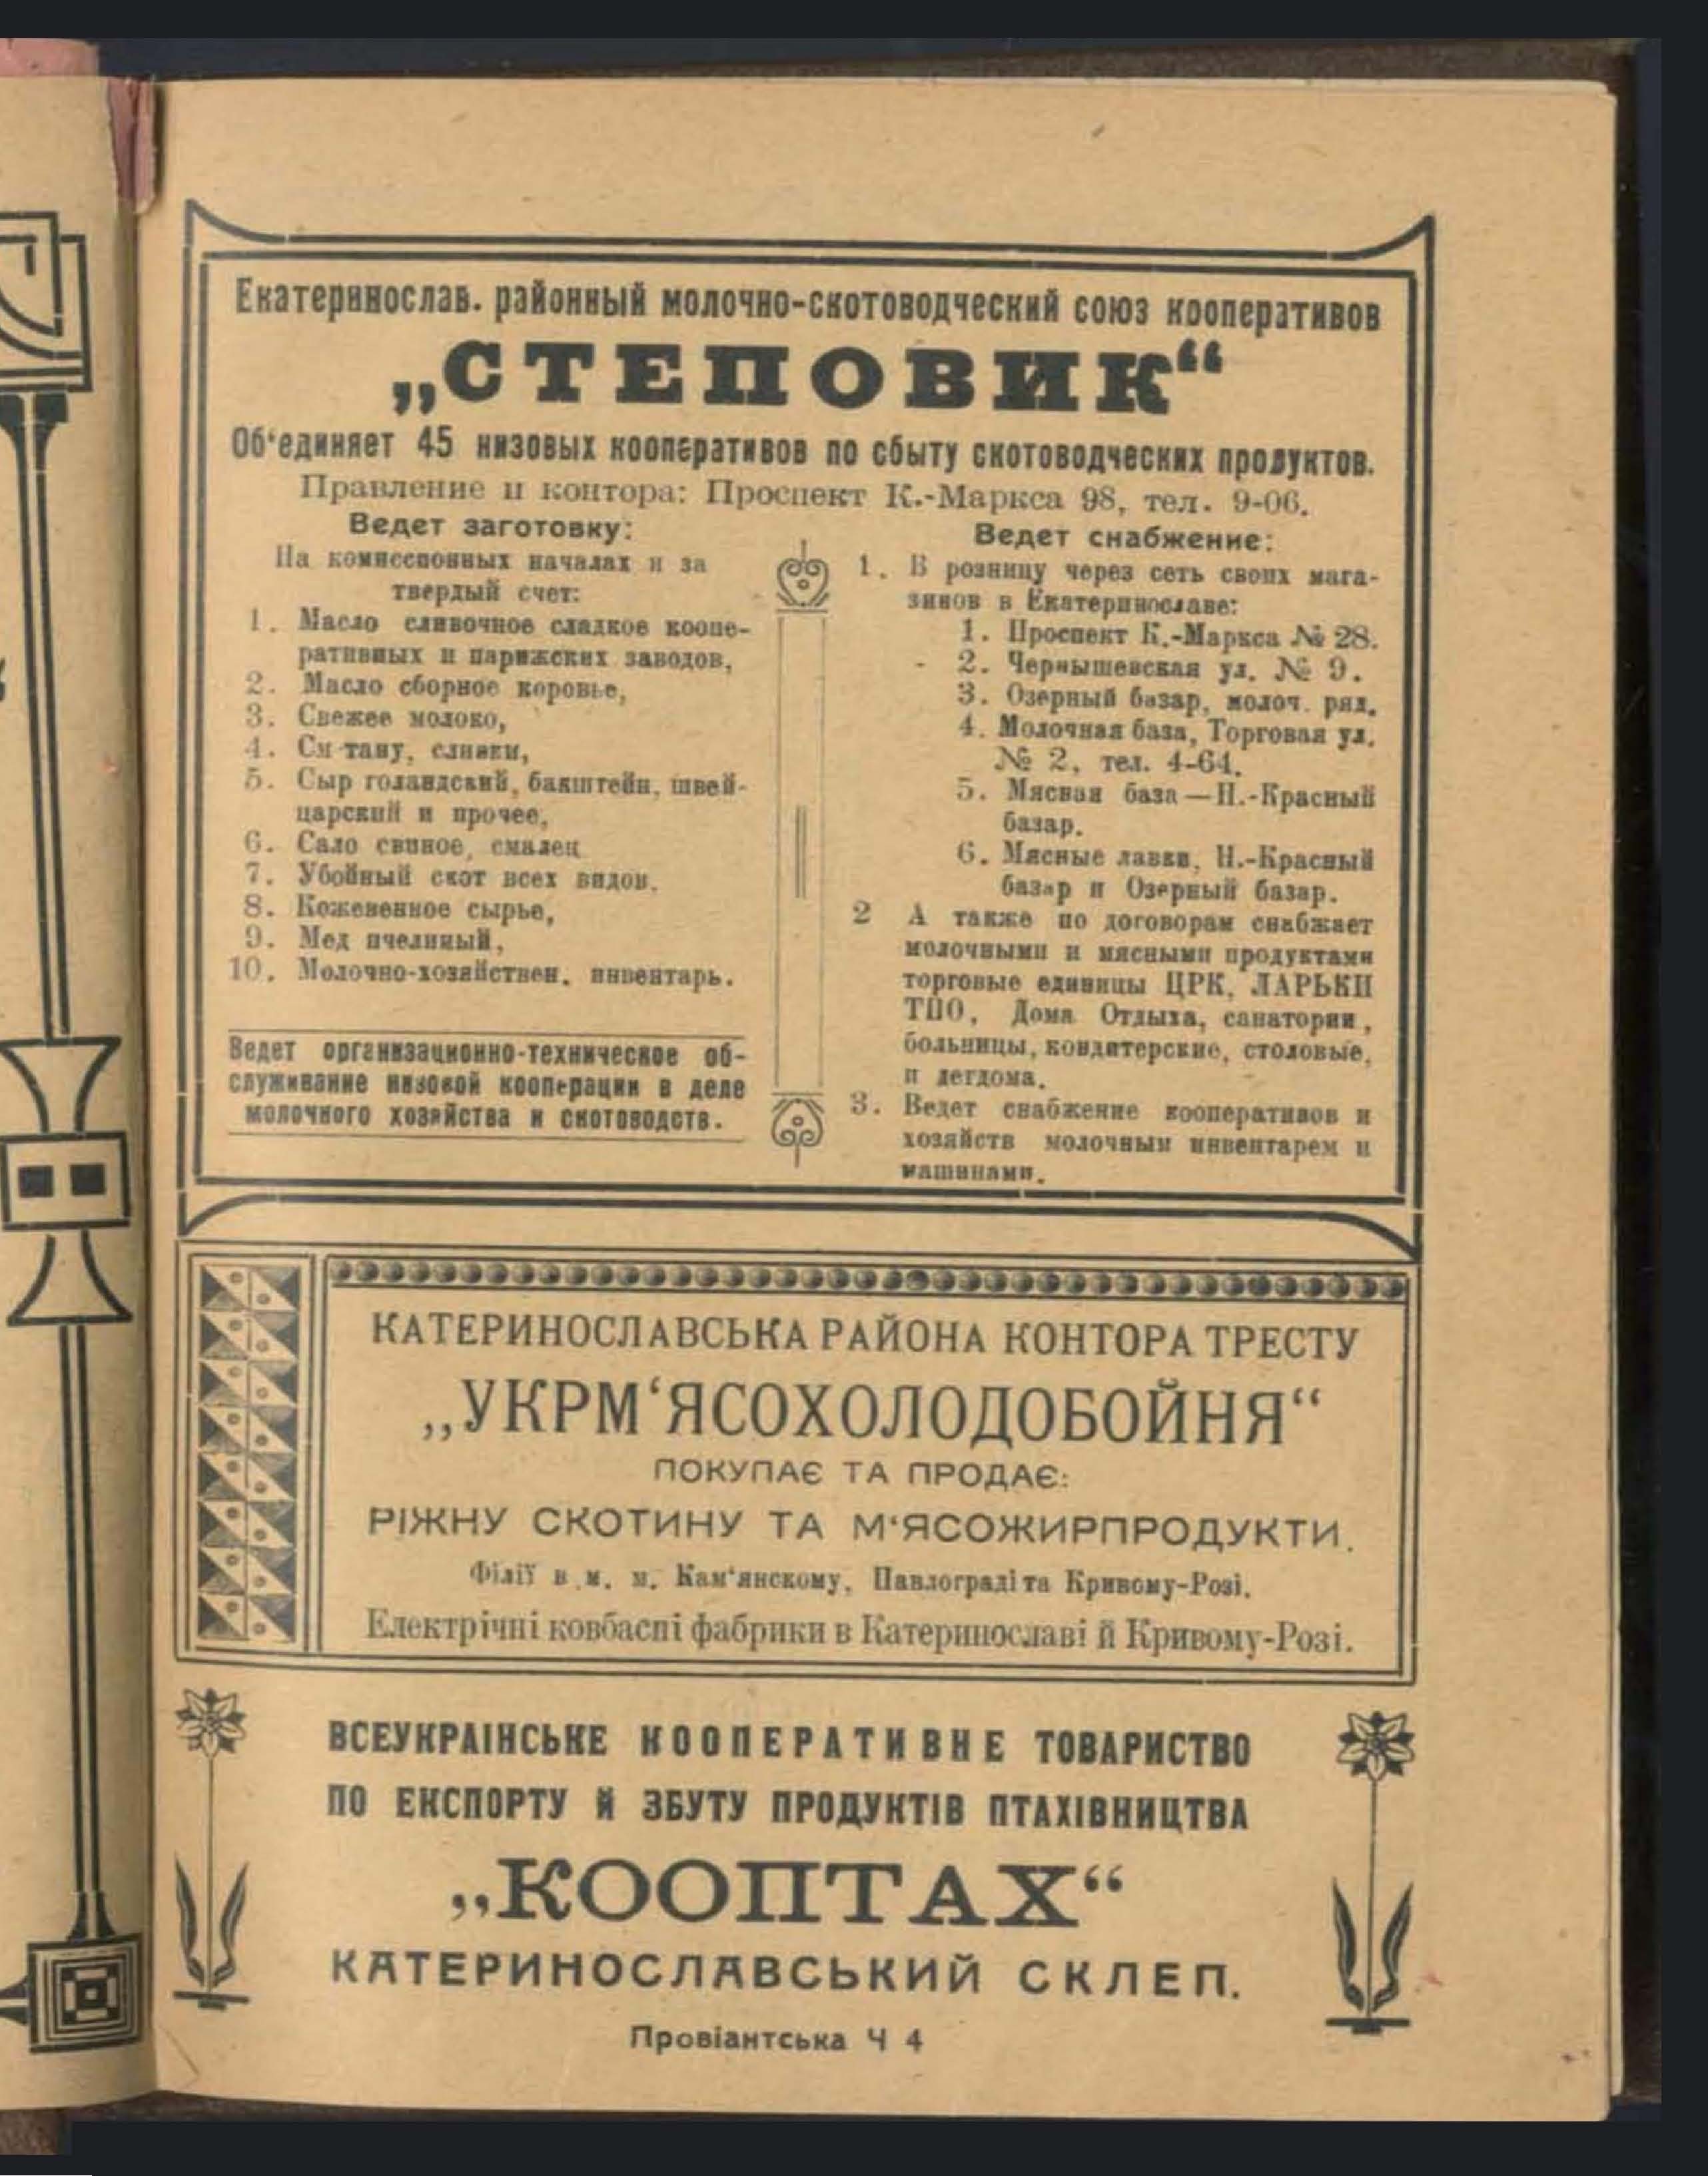 Екатеринослав. районный молочно-скотоводческий союз кооперативов
„СТЕПОВИК“
Об‘единяет 45 низовых кооперативов по сбыту скотоводческих продуктов.
Правление и контора: Проспект К.-Маркса 98, тел. 9-06.
Ведет заготовку:
На комиссионных началах и за
твердый счет:
1. Масло сливочное сладкое коопе-
ративных и парижских заводов,
2. Масло сборное коровье,
3. Свежее молоко,
4. См тану, сливки,
5. Сыр голандский, бакштейн, швей-
царский и прочее,
6. Сало свиное, смалец
7. Убойный скот всех видов.
8. Кожевенное сырье,
9. Мед пчелиный,
10. Молочно-хозяйствен. инвентарь.
Ведет организационно-техническое об-
служивание низовой кооперации в деле
молочного хозяйства и скотоводств.
Ведет снабжение:
1. В розницу через сеть своих мага-
зинов в Екатеринославе:
1. Проспект К.-Маркса № 28.
2. Чернышевская ул. № 9.
3. Озерный базар, молоч. ряд.
4. Молочная база, Торговая ул.
№ 2, тел. 4-64.
5. Мясная база—Н.-Красный
базар.
6. Мясные лавки, Н.-Красный
базар и Озерный базар.
2 А также по договорам снабжает
молочными и мясными продуктами
торговые единицы ЦРК, ЛАРЬКИ
ТПО, Дома Отдыха, санатории,
больницы, кондитерские, столовые,
и детдома.
3. Ведет снабжение кооперативов и
хозяйств молочным инвентарем и
машинами.
КАТЕРИНОСЛАВСЬКА РАЙОНА КОНТОРА ТРЕСТУ
„УКРМ‘ЯСОХОЛОДОБОЙНЯ“
ПОКУПАЄ ТА ПРОДАЄ:
РІЖНУ СКОТИНУ ТА М‘ЯСОЖИРПРОДУКТИ.
Філії в м. м. Кам‘янскому, Павлограді та Кривому-Розі.
Електрічні ковбасні фабрики в Катеринославі й Кривому-Розі.
ВСЕУКРАІНСЬКЕ КООПЕРАТИВНЕ ТОВАРИСТВО
ПО ЕКСПОРТУ Й ЗБУТУ ПРОДУКТІВ ПТАХІВНИЦТВА
„КООПТАХ“
КАТЕРИНОСЛАВСЬКИЙ СКЛЕП.
Провіантська Ч 4